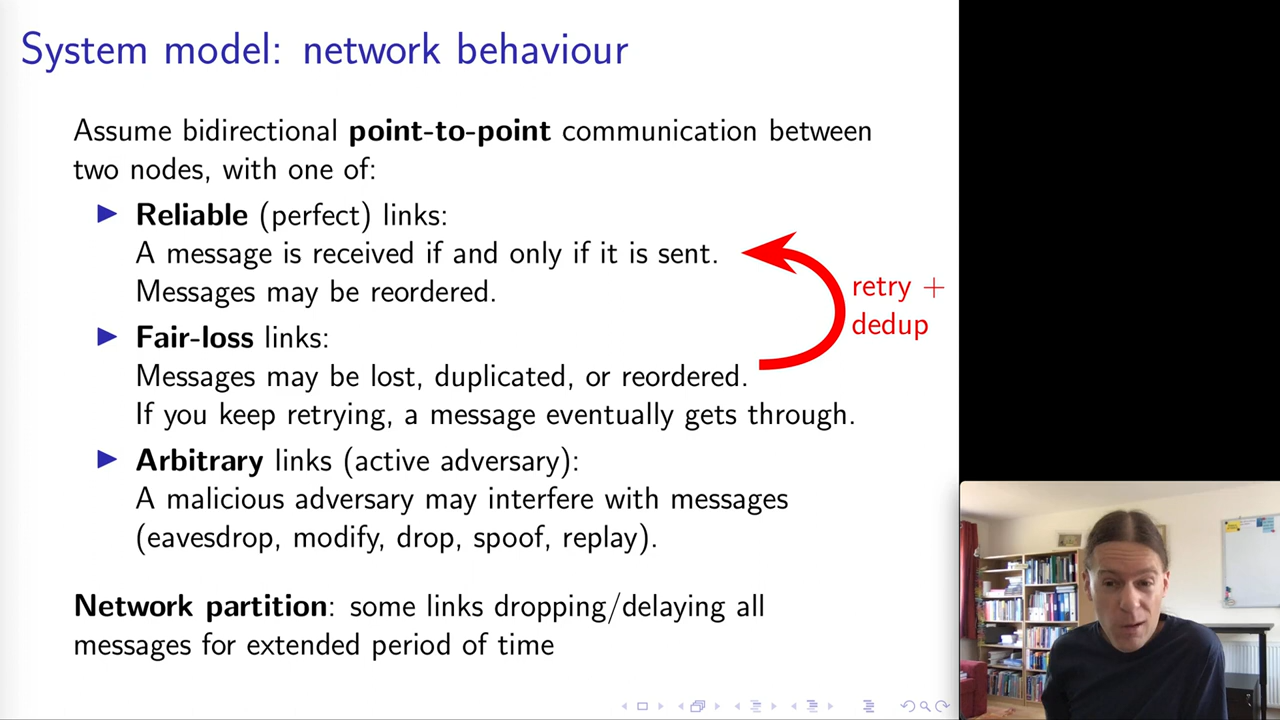 System model: network behaviour
Assume bidirectional point-to-point communication between
two nodes, with one of:
Reliable (perfect) links:
A message is received if and only if it is sent.
Messages may be reordered.
retry +
dedup
Fair-loss links:
Messages may be lost, duplicated, or reordered.
If you keep retrying, a message eventually gets through.
Arbitrary links (active adversary):
A malicious adversary may interfere with messages
(eavesdrop, modify, drop, spoof, replay).
Network partition: some links dropping/delaying all
messages for extended period of time